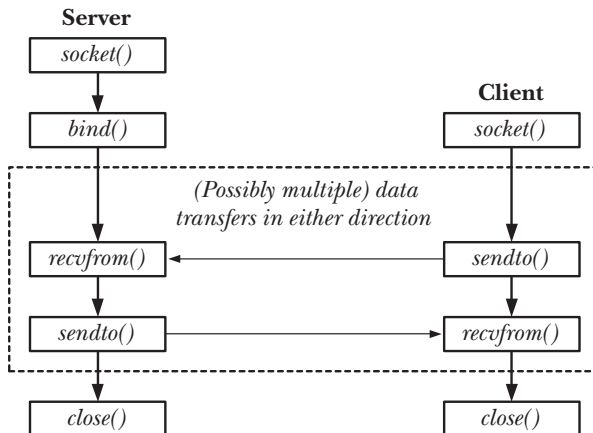 Server
socket()
Client
bind()
socket()
(Possibly multiple) data
transfers in either direction
recvfrom()
sendto()
sendto()
recvfrom()
close()
close()